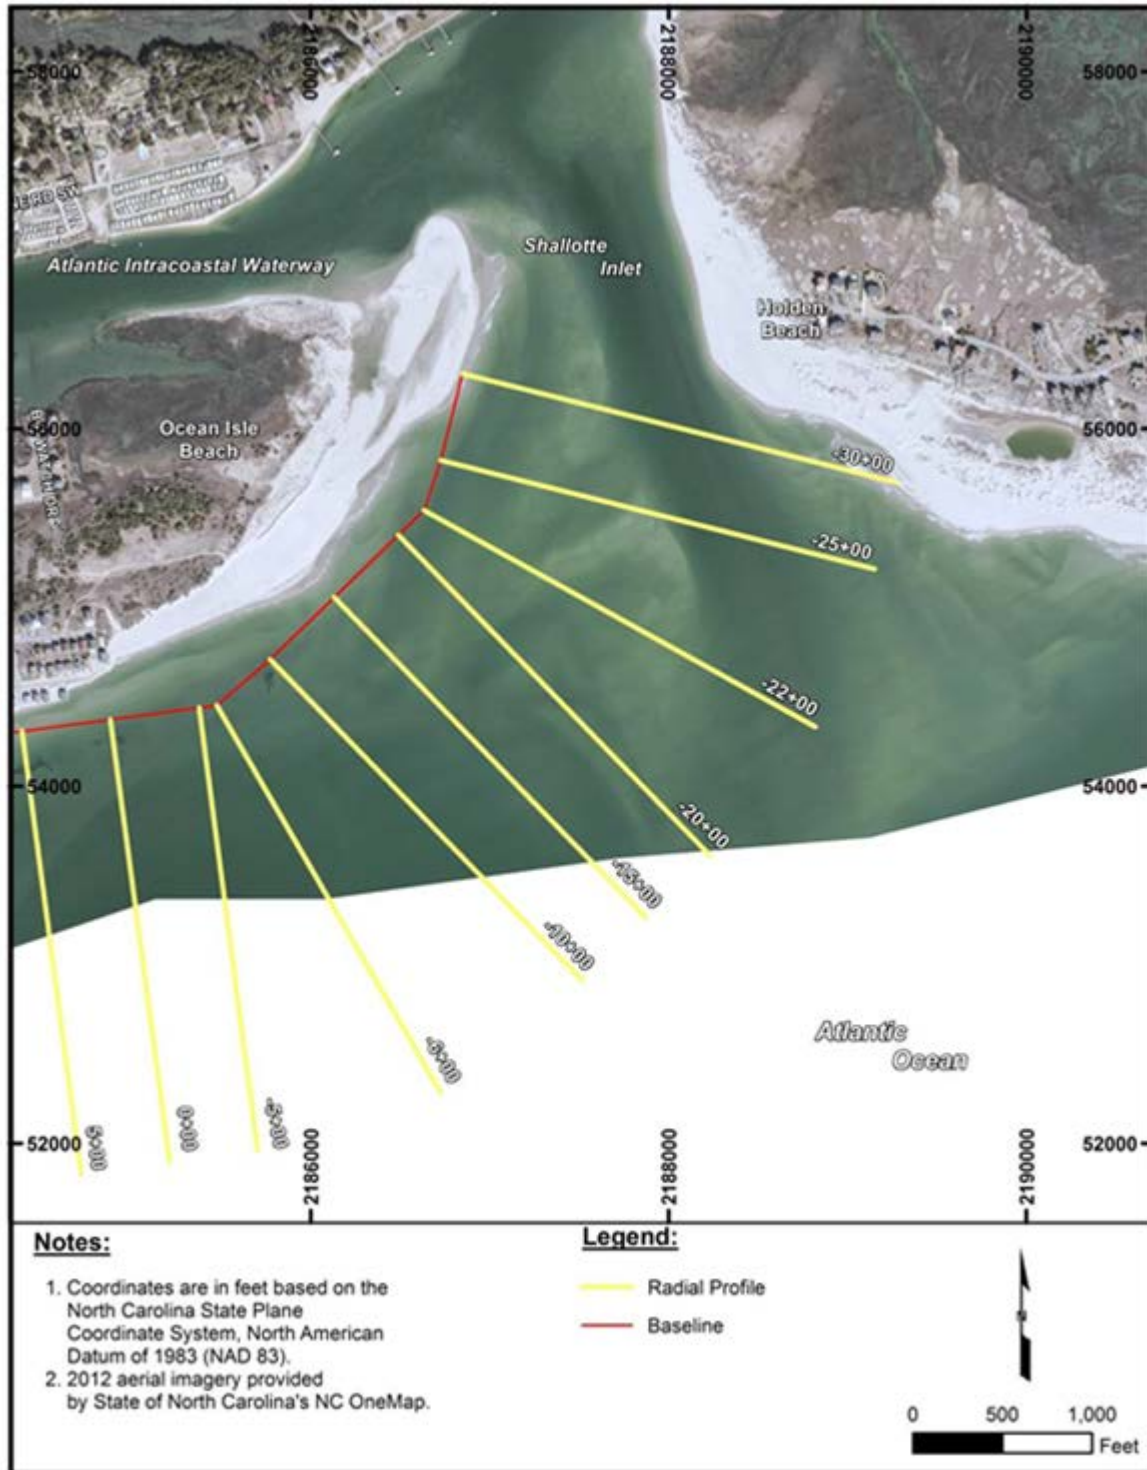 2186000
2188000
2190000
58000
58000
NE RD SW
Atlantic Intracoastal Waterway
Shallotte
Inlet
Holden
Beach
Ocean Isle
Beach
56000
56000
-30+00
-25+00
-22+00
54000
54000
-20+00
-15+00
-10+00
-6+00
-5+00
0+00
5+00
Atlantic
Ocean
52000
52000
2186000
2188000
2190000
Notes:
1. Coordinates are in feet based on the
North Carolina State Plane
Coordinate System, North American
Datum of 1983 (NAD 83).
2. 2012 aerial imagery provided
by State of North Carolina's NC OneMap.
Legend:
Radial Profile
Baseline
N
0 500 1,000
Feet